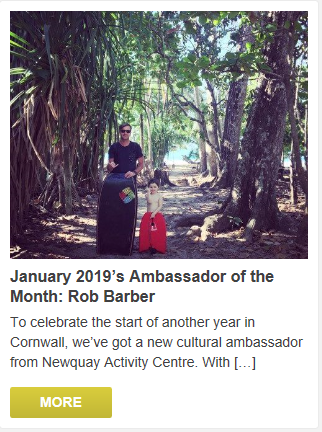 January 2019’s Ambassador of the
Month: Rob Barber
To celebrate the start of another year in
Cornwall, we’ve got a new cultural ambassador
from Newquay Activity Centre. With […]
MORE